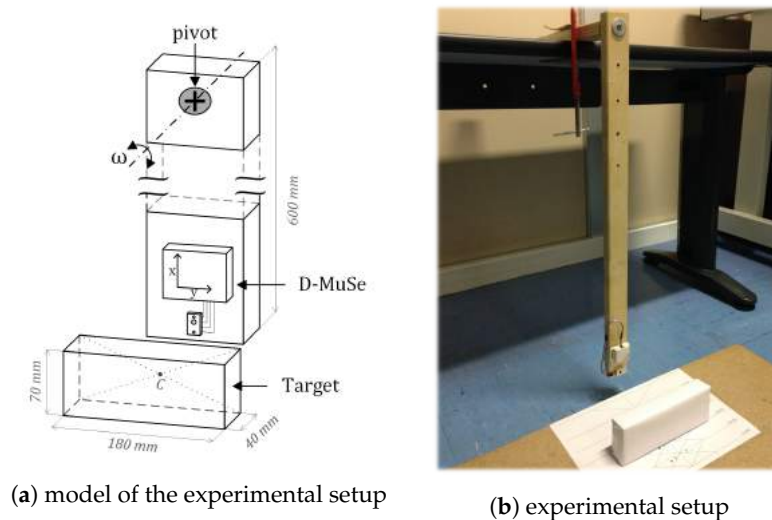 pivot
ω
600 mm
x
y
D-MuSe
C
Target
70 mm
180 mm
40 mm
(a) model of the experimental setup
(b) experimental setup